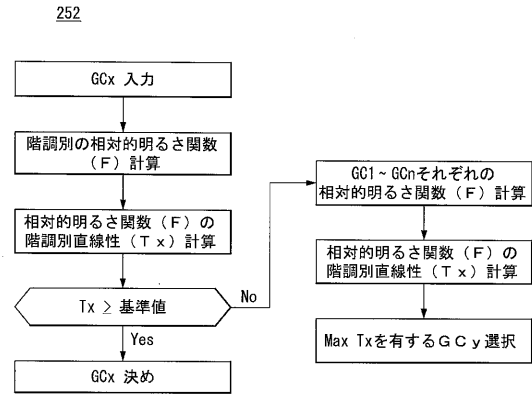 252
GCx 入力
階調別の相対的明るさ関数
（F）計算
相対的明るさ関数（F）の
階調別直線性（Tx）計算
Tx ≥ 基準値
No
Yes
GCx 決め
GC1~GCnそれぞれの
相対的明るさ関数（F）計算
相対的明るさ関数（F）の
階調別直線性（Tx）計算
Max Txを有するGCy選択